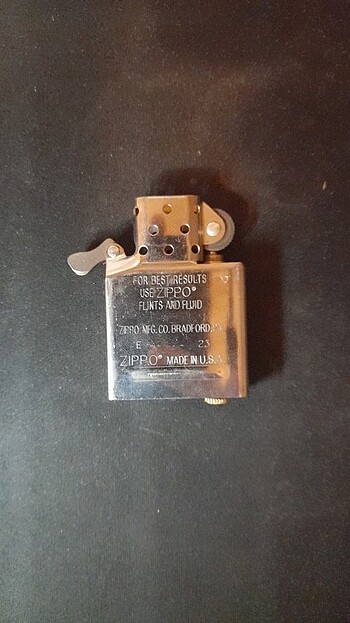 FOR BEST RESULTS
USE ZIPPO®
FLINTS AND FLUID
ZIPPO MFG. CO. BRADFORD, PA
E 23
ZIPPO® MADE IN U.S.A